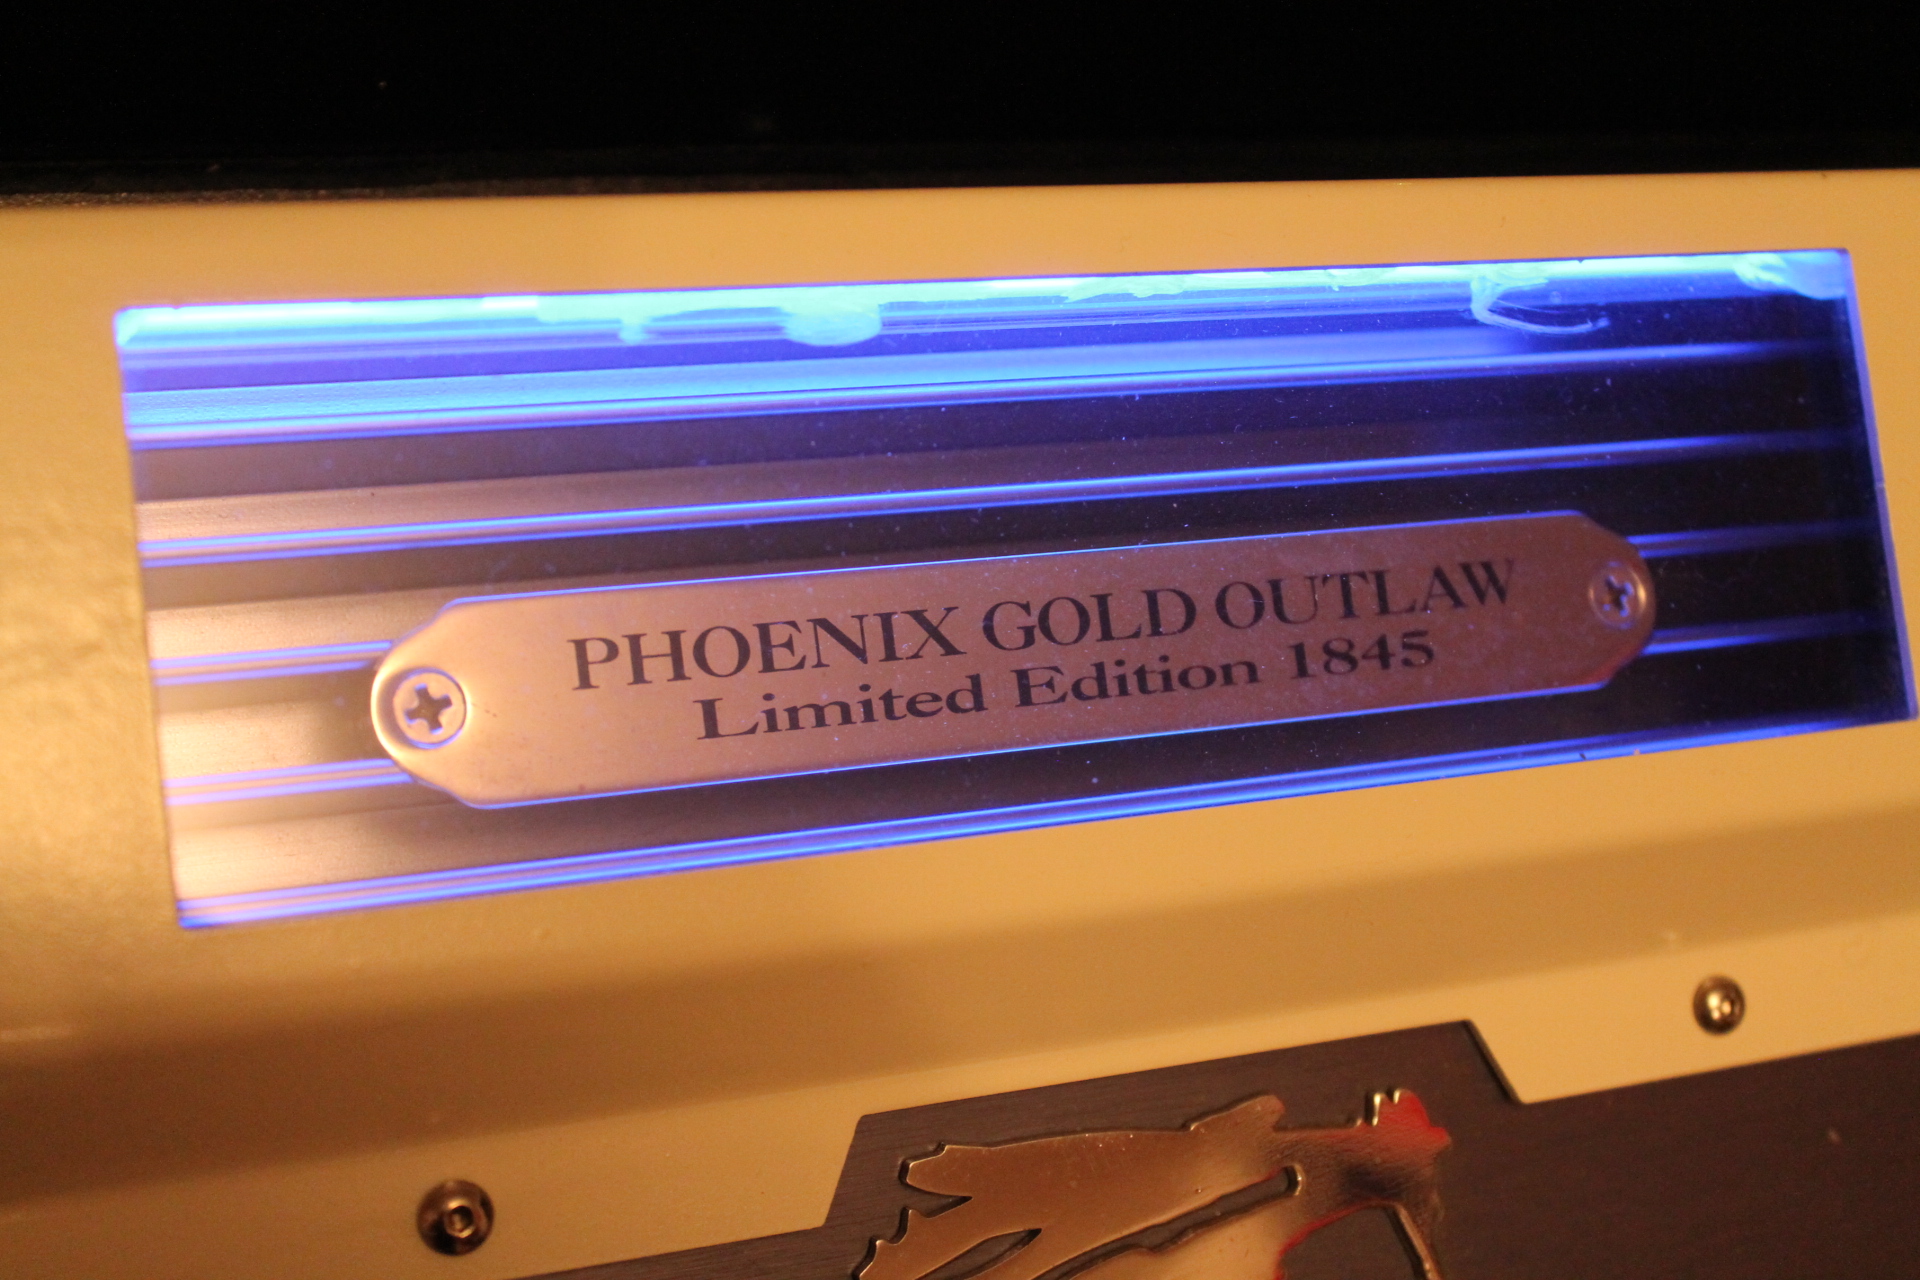 PHOENIX GOLD OUTLAW
Limited Edition 1845